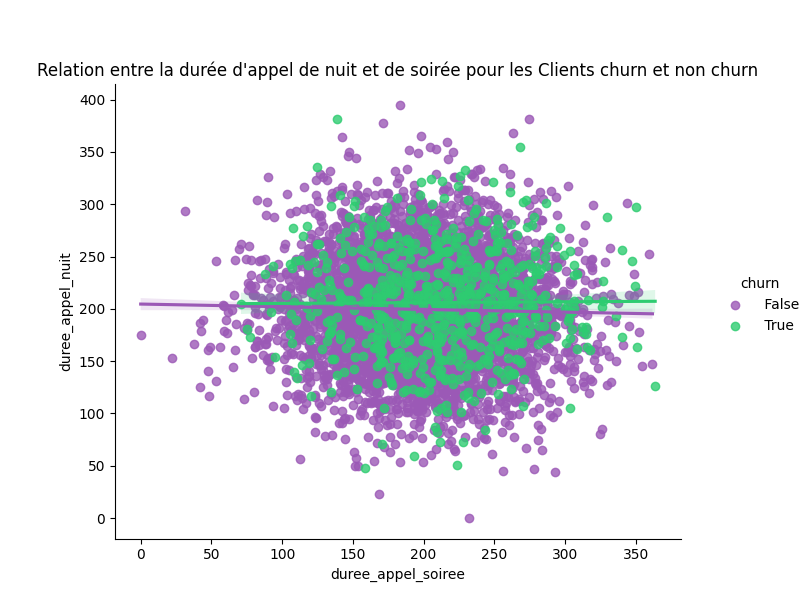 Relation entre la durée d'appel de nuit et de soirée pour les Clients churn et non churn
400
350
300
250
200
150
100
50
0
duree_appel_nuit
0 50 100 150 200 250 300 350
duree_appel_soiree
churn
False
True